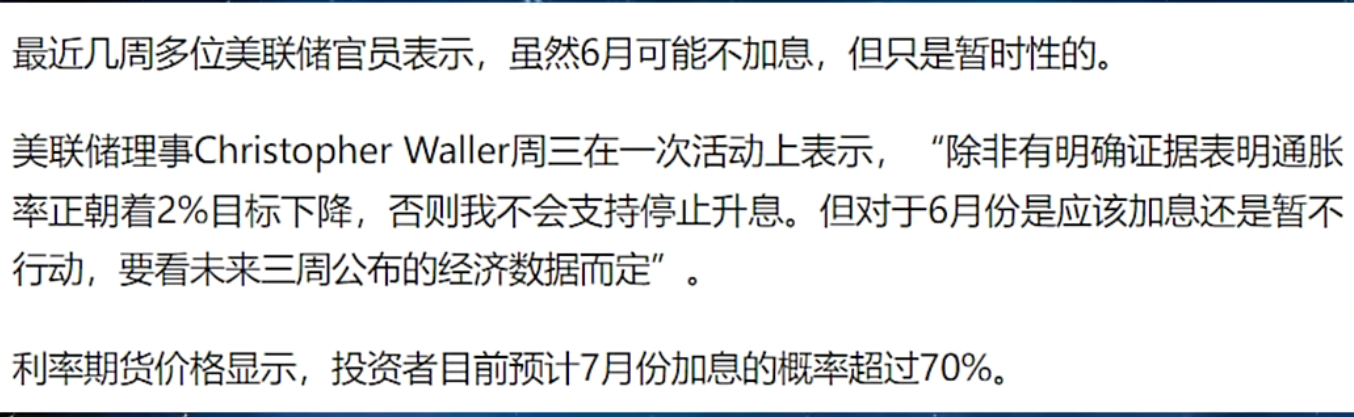 最近几周多位美联储官员表示，虽然6月可能不加息，但只是暂时性的。
美联储理事Christopher Waller周三在一次活动上表示，“除非有明确证据表明通胀
率正朝着2%目标下降，否则我不会支持停止升息。但对于6月份是应该加息还是暂不
行动，要看未来三周公布的经济数据而定”。
利率期货价格显示，投资者目前预计7月份加息的概率超过70%。